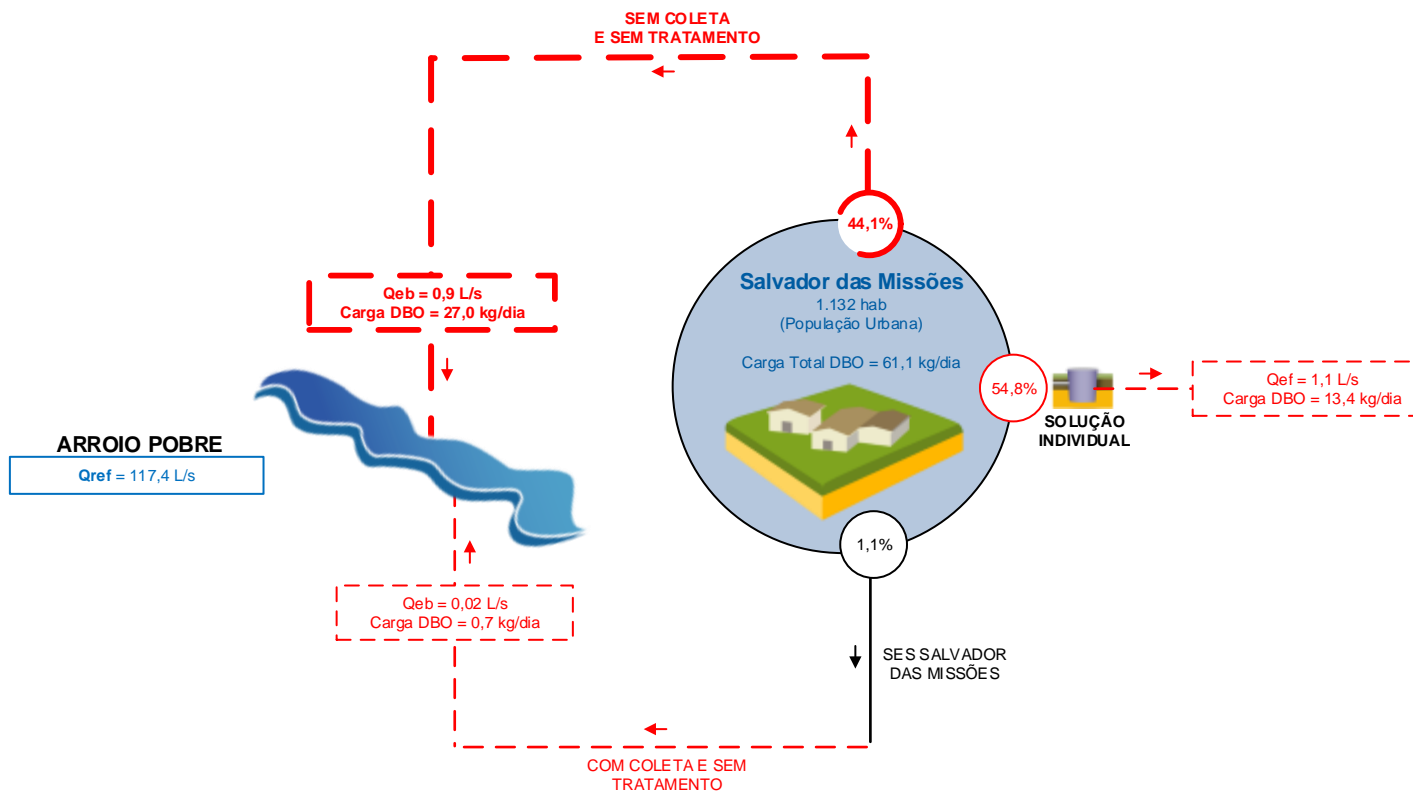 SEM COLETA
E SEM TRATAMENTO
44,1%
Qeb = 0,9 L/s
Carga DBO = 27,0 kg/dia
Salvador das Missões
1.132 hab
(População Urbana)
Carga Total DBO = 61,1 kg/dia
54,8%
SOLUÇÃO
INDIVIDUAL
Qef = 1,1 L/s
Carga DBO = 13,4 kg/dia
ARROIO POBRE
Qref = 117,4 L/s
1,1%
Qeb = 0,02 L/s
Carga DBO = 0,7 kg/dia
SES SALVADOR
DAS MISSÕES
COM COLETA E SEM
TRATAMENTO